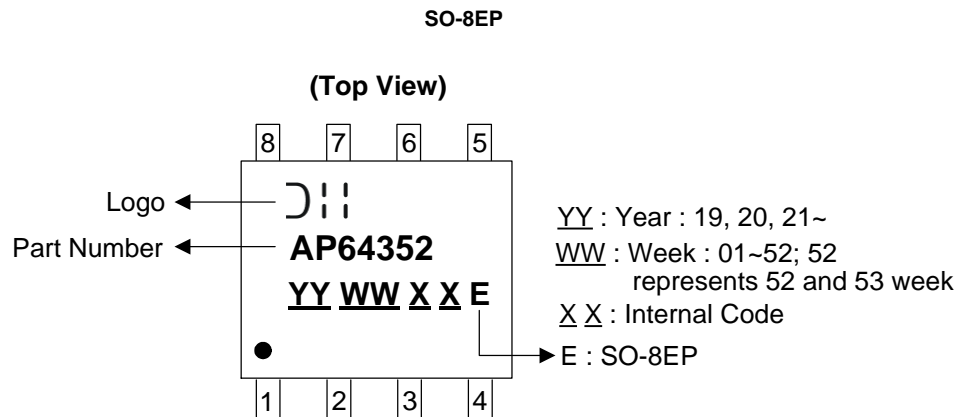 SO-8EP
(Top View)
8 7 6 5
Logo
Part Number
AP64352
YY WW X X E
YY : Year : 19, 20, 21~
WW : Week : 01~52; 52
represents 52 and 53 week
X X : Internal Code
E : SO-8EP
1 2 3 4